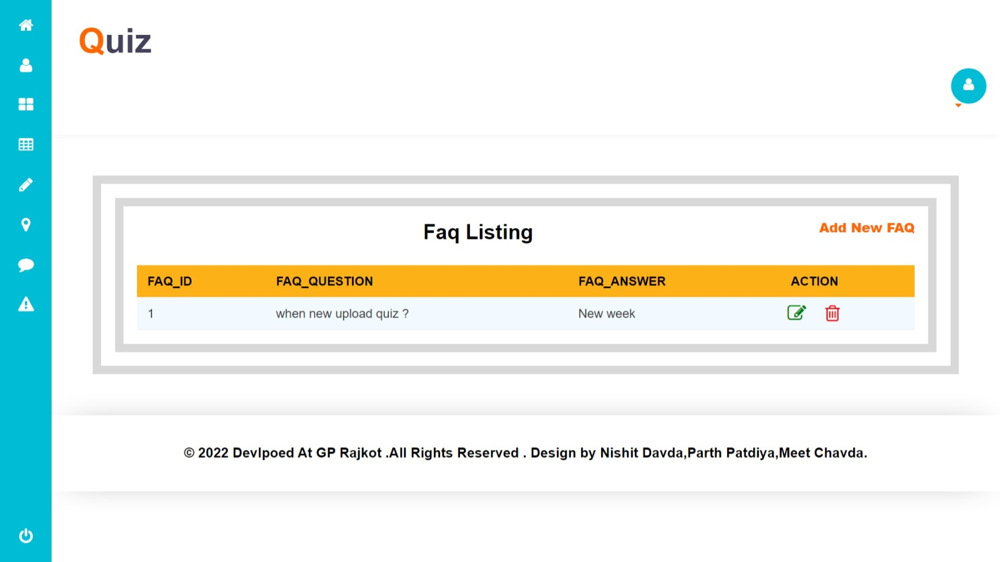 Quiz
Faq Listing
Add New FAQ
FAQ_ID FAQ_QUESTION FAQ_ANSWER ACTION
1 when new upload quiz ? New week
© 2022 Devlpoed At GP Rajkot .All Rights Reserved . Design by Nishit Davda,Parth Patdiya,Meet Chavda.